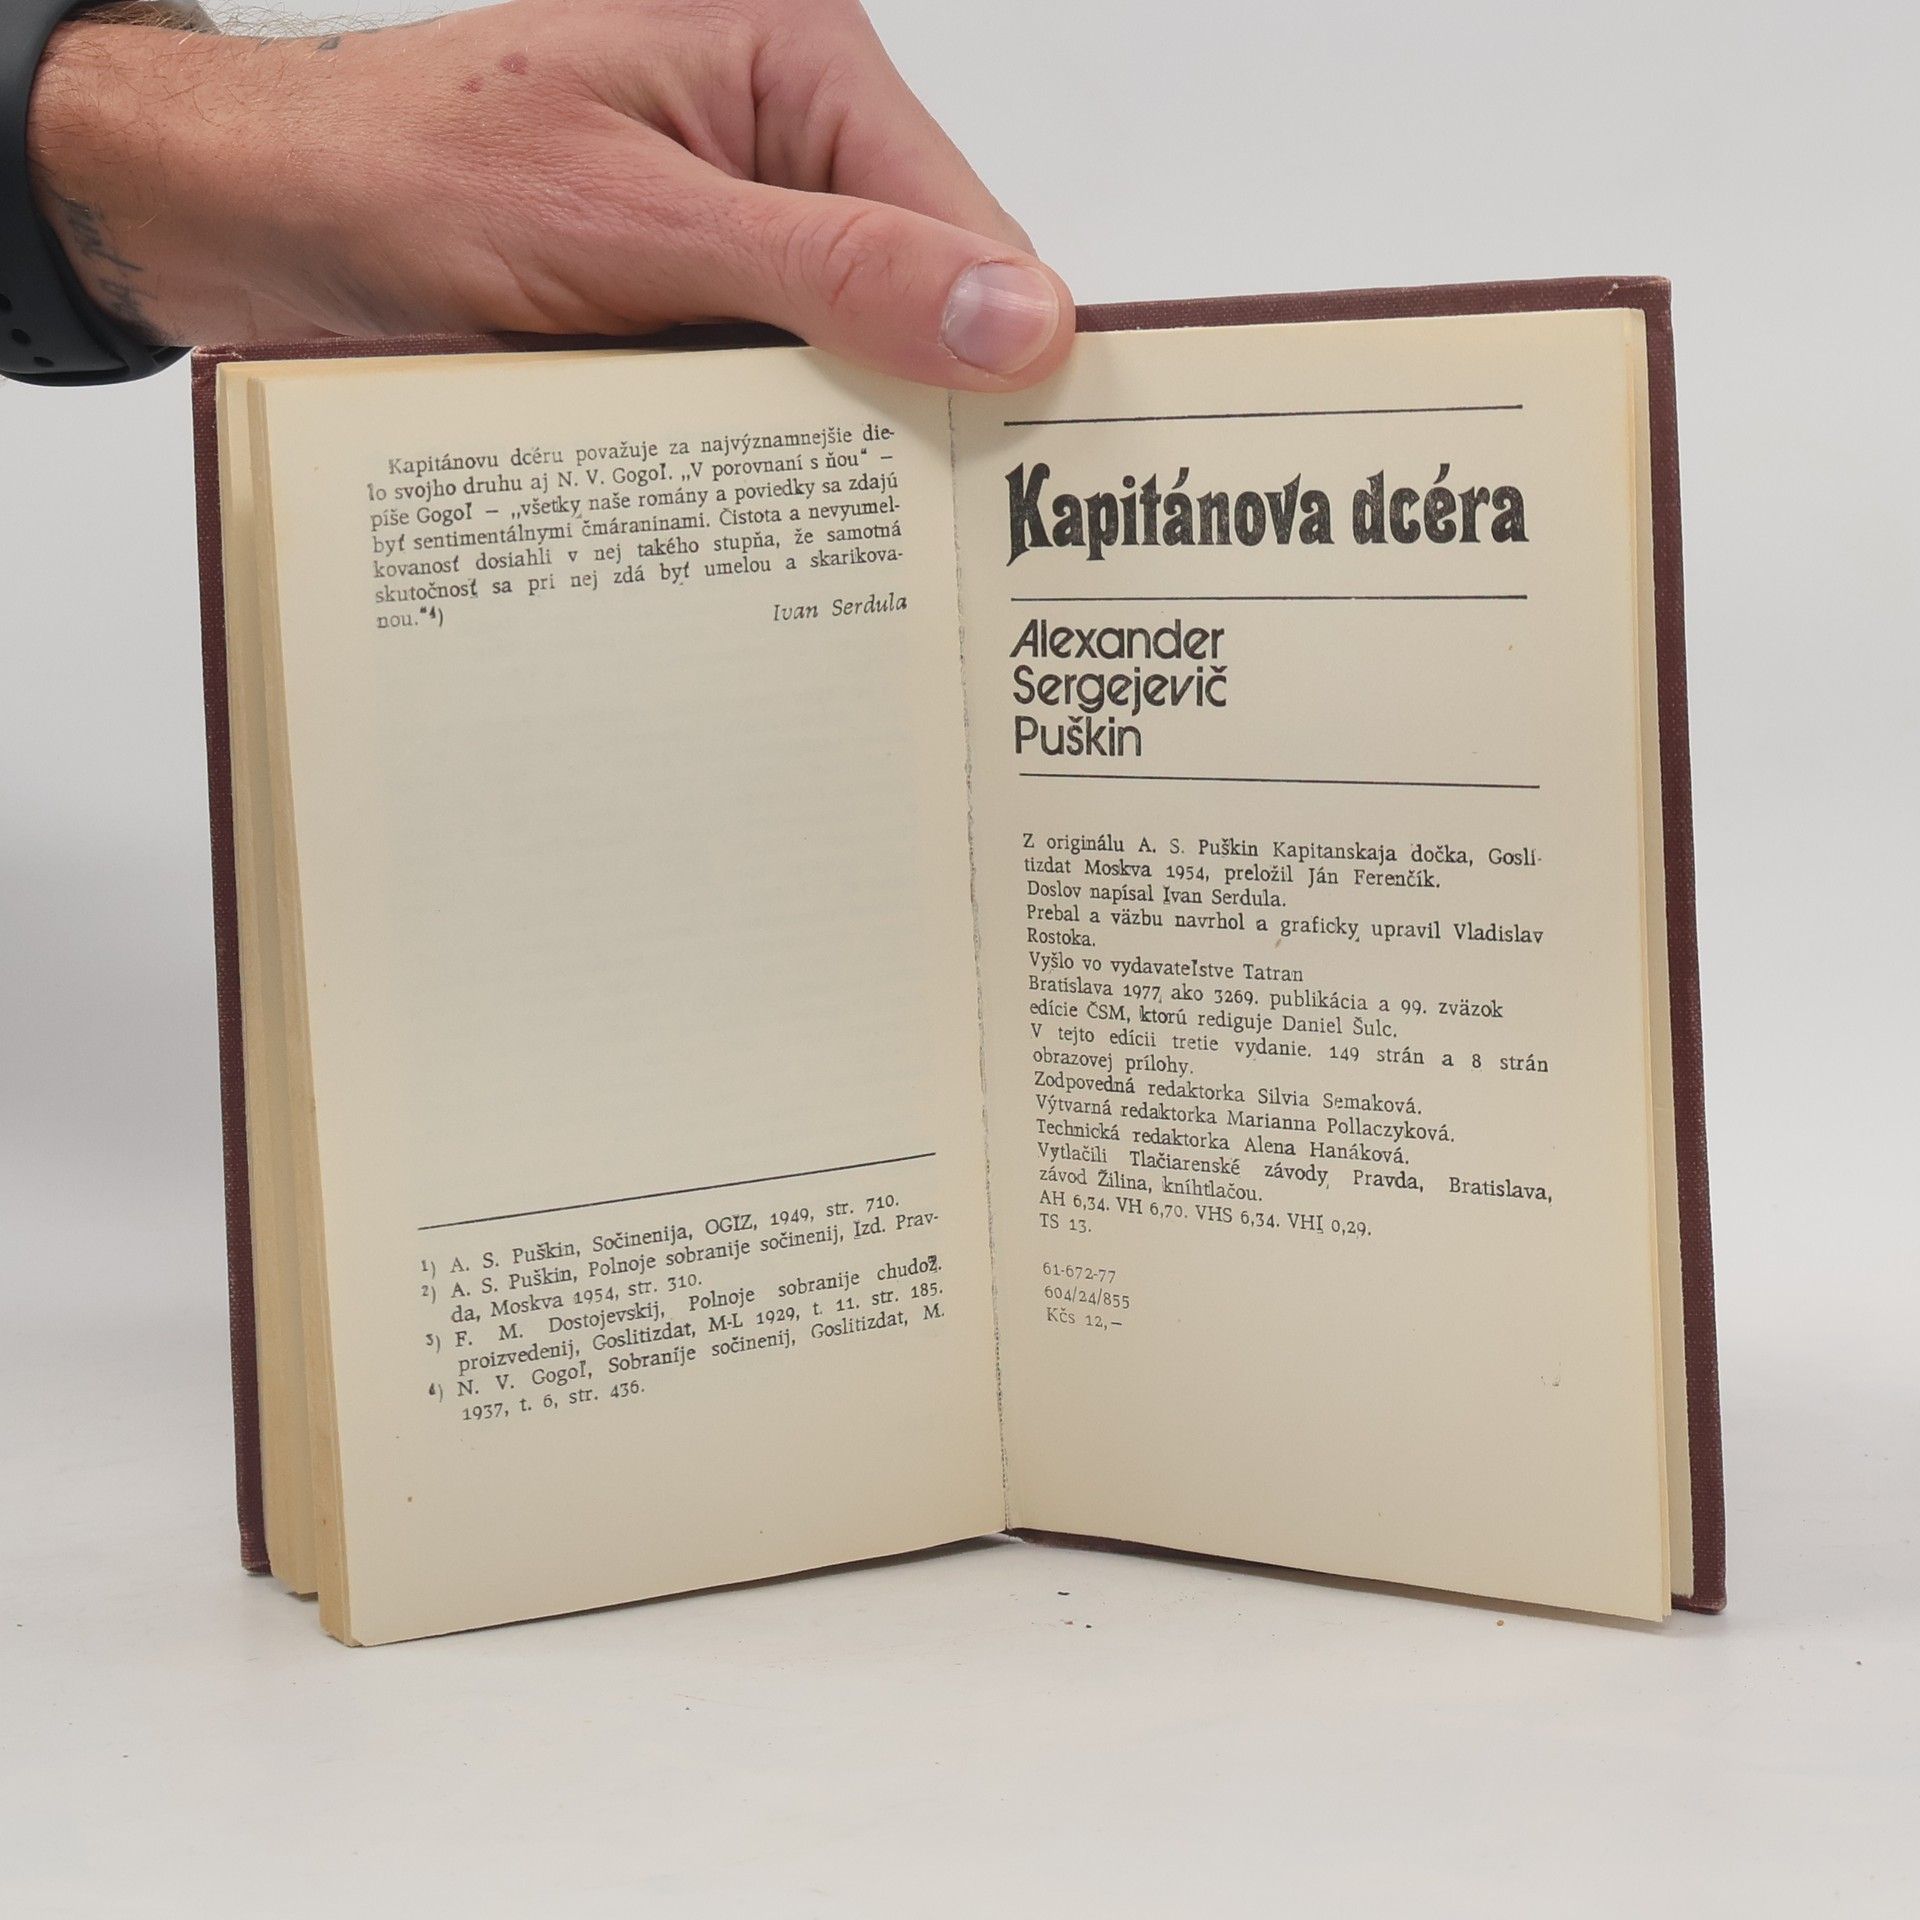 Kapitánovu dcéru považuje za najvýznamnejšie die-
lo svojho druhu aj N. V. Gogoľ. „V porovnaní s ňou“ –
píše Gogoľ – „všetky naše romány a poviedky sa zdajú
byť sentimentálnymi čmáraninami. Čistota a nevyumel-
kovanosť dosiahli v nej takého stupňa, že samotná
skutočnosť sa pri nej zdá byť umelou a skarikova-
nou.“⁴)
Ivan Serdula
¹) A. S. Puškin, Sočinenija, OGIZ, 1949, str. 710.
²) A. S. Puškin, Polnoje sobranije sočinenij, Izd. Prav-
da, Moskva 1954, str. 310.
³) F. M. Dostojevskij, Polnoje sobranije chudož.
proizvedenij, Goslitizdat, M-L 1929, t. 11. str. 185.
⁴) N. V. Gogoľ, Sobranije sočinenij, Goslitizdat, M.
1937, t. 6, str. 436.
Kapitánova dcéra
Alexander
Sergejevič
Puškin
Z originálu A. S. Puškin Kapitanskaja dočka, Gosli-
tizdat Moskva 1954, preložil Ján Ferenčík.
Doslov napísal Ivan Serdula.
Prebal a väzbu navrhol a graficky upravil Vladislav
Rostoka.
Vyšlo vo vydavateľstve Tatran
Bratislava 1977 ako 3269. publikácia a 99. zväzok
edície ČSM, ktorú rediguje Daniel Šulc.
V tejto edícii tretie vydanie. 149 strán a 8 strán
obrazovej prílohy.
Zodpovedná redaktorka Silvia Semaková.
Výtvarná redaktorka Marianna Pollaczyková.
Technická redaktorka Alena Hanáková.
Vytlačili Tlačiarenské závody Pravda, Bratislava,
závod Žilina, kníhtlačou.
AH 6,34. VH 6,70. VHS 6,34. VHI 0,29.
TS 13.
61-672-77
604/24/855
Kčs 12,–